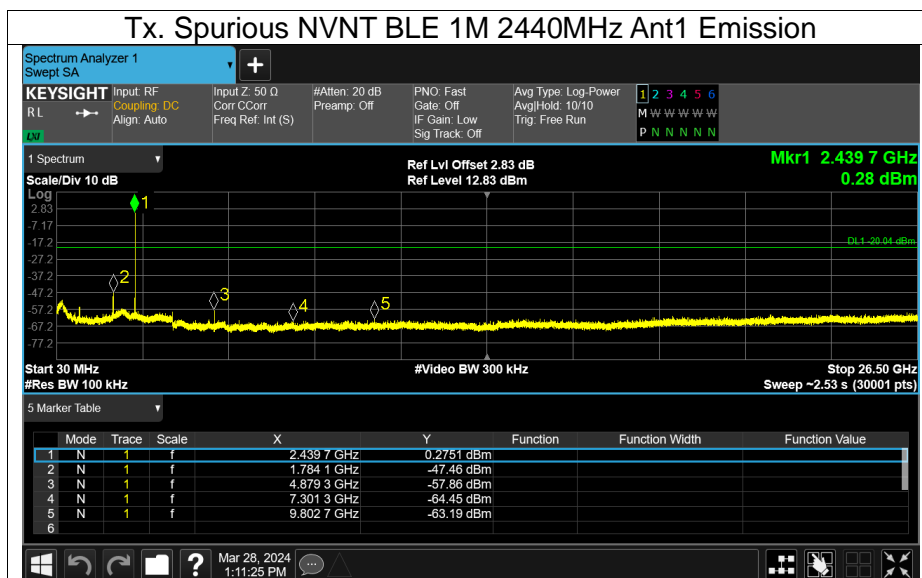 Tx. Spurious NVNT BLE 1M 2440MHz Ant1 Emission
Spectrum Analyzer 1
Swept SA
+
KEYSIGHT Input: RF Input Z: 50 Ω #Atten: 20 dB PNO: Fast Avg Type: Log-Power 1 2 3 4 5 6
RL Coupling: DC Corr CCorr Preamp: Off Gate: Off Avg|Hold: 10/10 M W W W W W
Align: Auto Freq Ref: Int (S) IF Gain: Low Trig: Free Run
LXI Sig Track: Off P N N N N N
1 Spectrum Ref Lvl Offset 2.83 dB Mkr1 2.439 7 GHz
Scale/Div 10 dB Ref Level 12.83 dBm 0.28 dBm
Log
2.83
1
-7.17
-17.2
DL1 -20.04 dBm
-27.2
-37.2
2
-47.2
3
-57.2
4
5
-67.2
-77.2
Start 30 MHz #Video BW 300 kHz Stop 26.50 GHz
#Res BW 100 kHz Sweep ~2.53 s (30001 pts)
5 Marker Table
Mode Trace Scale X Y Function Function Width Function Value
1 N 1 f 2.439 7 GHz 0.2751 dBm
2 N 1 f 1.784 1 GHz -47.46 dBm
3 N 1 f 4.879 3 GHz -57.86 dBm
4 N 1 f 7.301 3 GHz -64.45 dBm
5 N 1 f 9.802 7 GHz -63.19 dBm
6
? Mar 28, 2024
1:11:25 PM